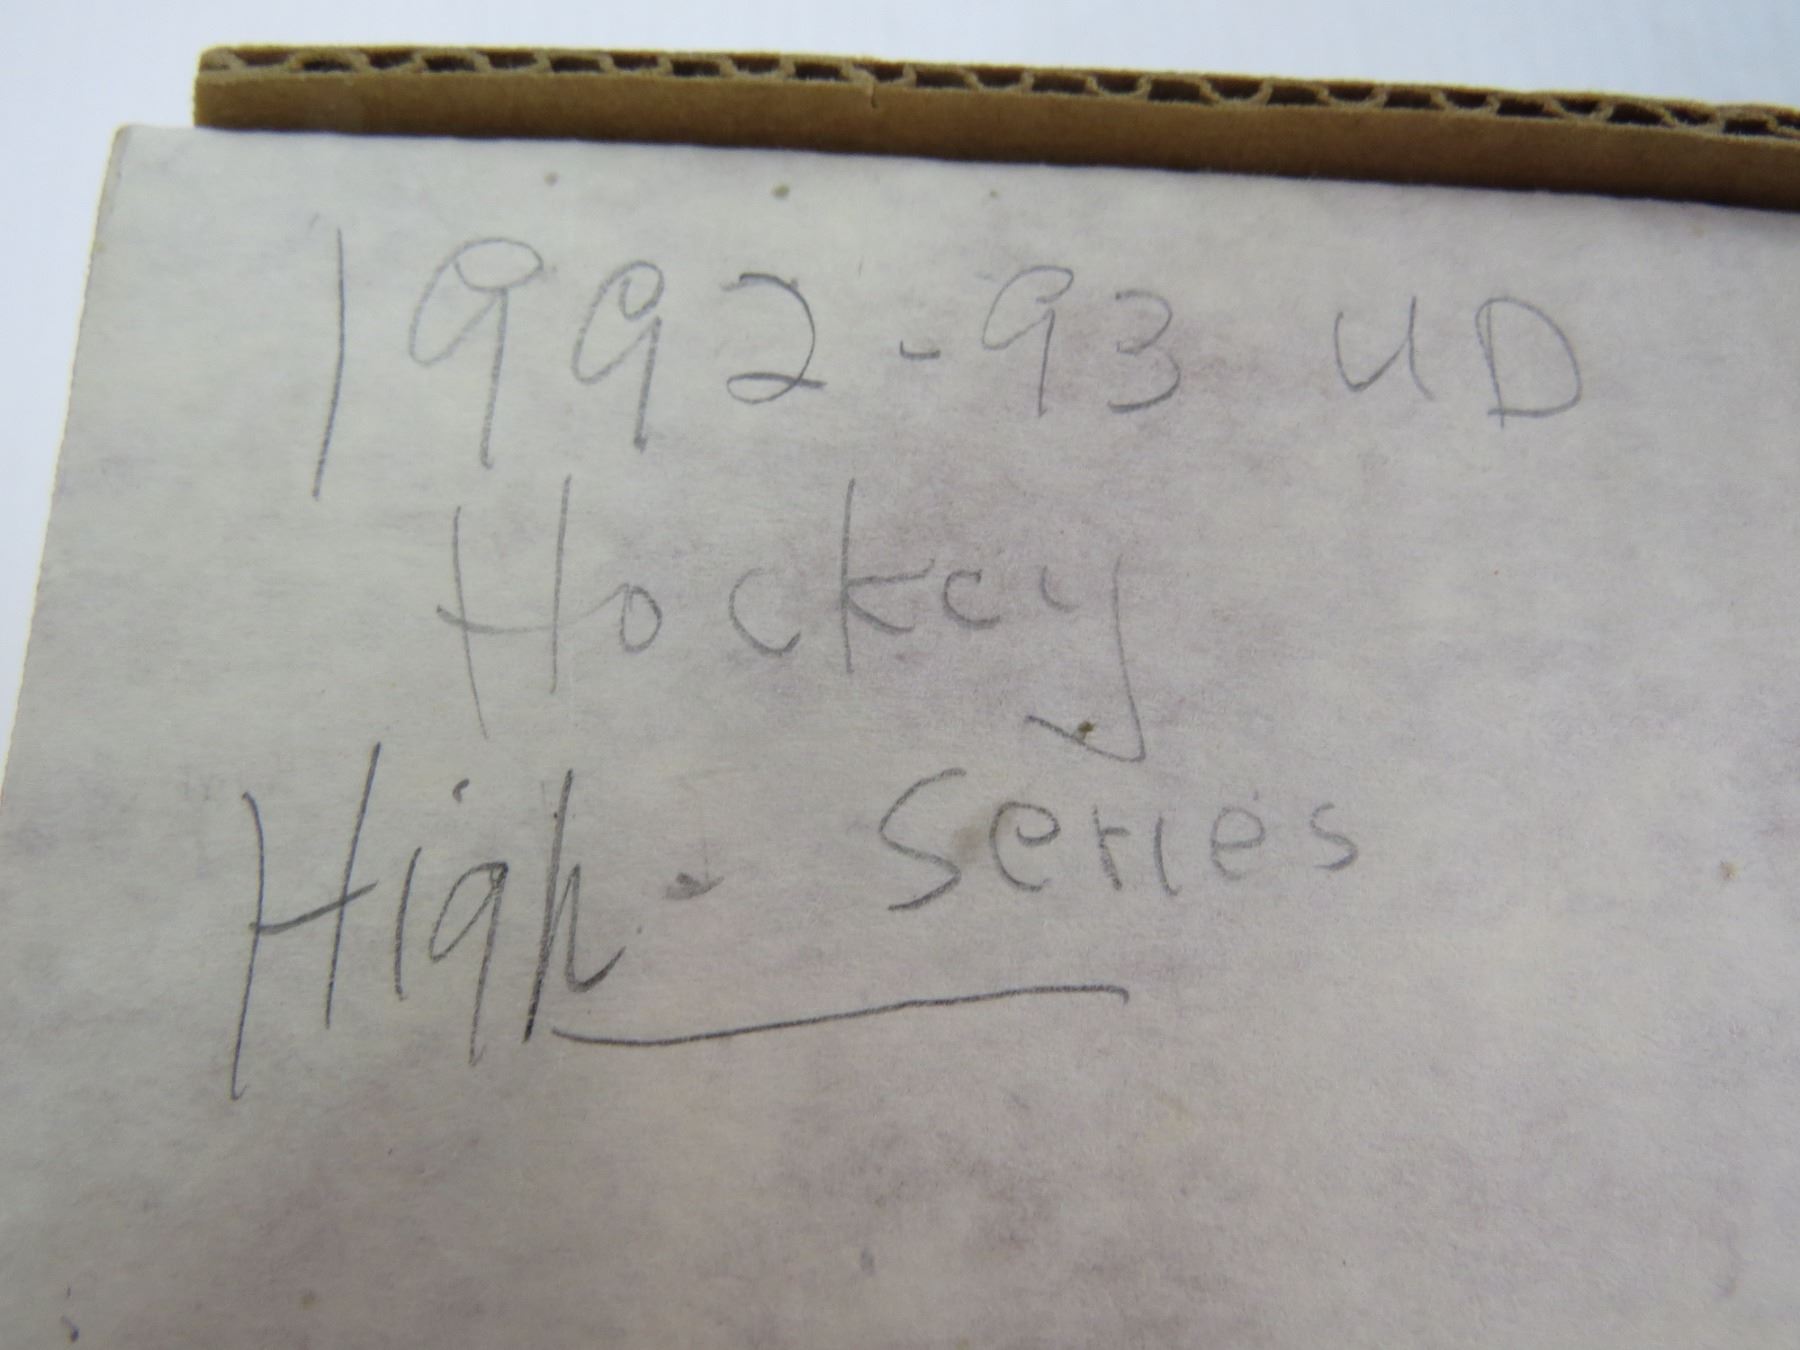 1992-93 UD
Hockey
High - Series